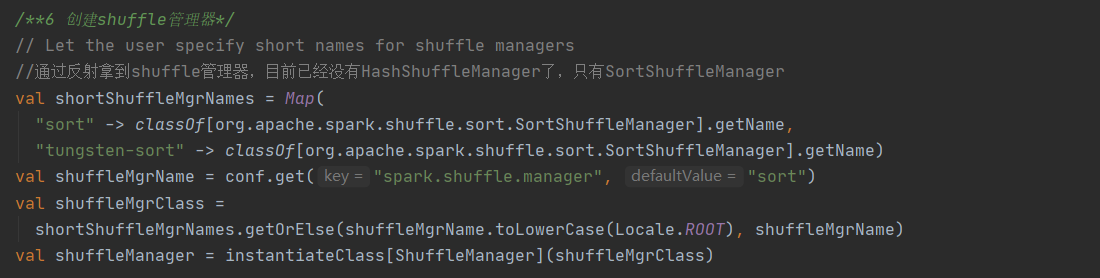 /**6 创建shuffle管理器*/
// Let the user specify short names for shuffle managers
//通过反射拿到shuffle管理器，目前已经没有HashShuffleManager了，只有SortShuffleManager
val shortShuffleMgrNames = Map(
"sort" -> classOf[org.apache.spark.shuffle.sort.SortShuffleManager].getName,
"tungsten-sort" -> classOf[org.apache.spark.shuffle.sort.SortShuffleManager].getName)
val shuffleMgrName = conf.get( key = "spark.shuffle.manager", defaultValue = "sort")
val shuffleMgrClass =
shortShuffleMgrNames.getOrElse(shuffleMgrName.toLowerCase(Locale.ROOT), shuffleMgrName)
val shuffleManager = instantiateClass[ShuffleManager](shuffleMgrClass)